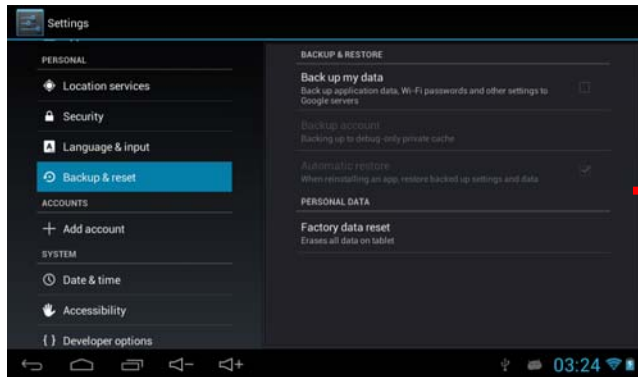 Settings
PERSONAL
Location services
Security
Language & input
Backup & reset
ACCOUNTS
Add account
SYSTEM
Date & time
Accessibility
{ } Developer options
BACKUP & RESTORE
Back up my data
Back up application data, Wi-Fi passwords and other settings to
Google servers
Backup account
Backing up to debug-only private cache
Automatic restore
When reinstalling an app, restore backed up settings and data
PERSONAL DATA
Factory data reset
Erases all data on tablet
03:24